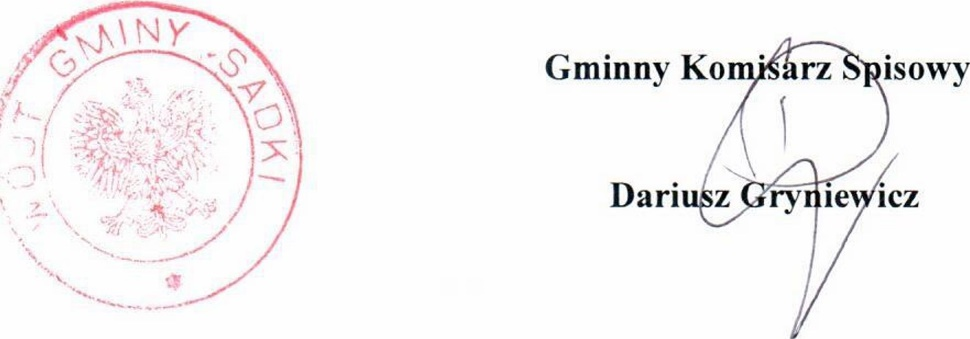 WÓJT GMINY SADKI
Gminny Komisarz Spisowy
Dariusz Gryniewicz